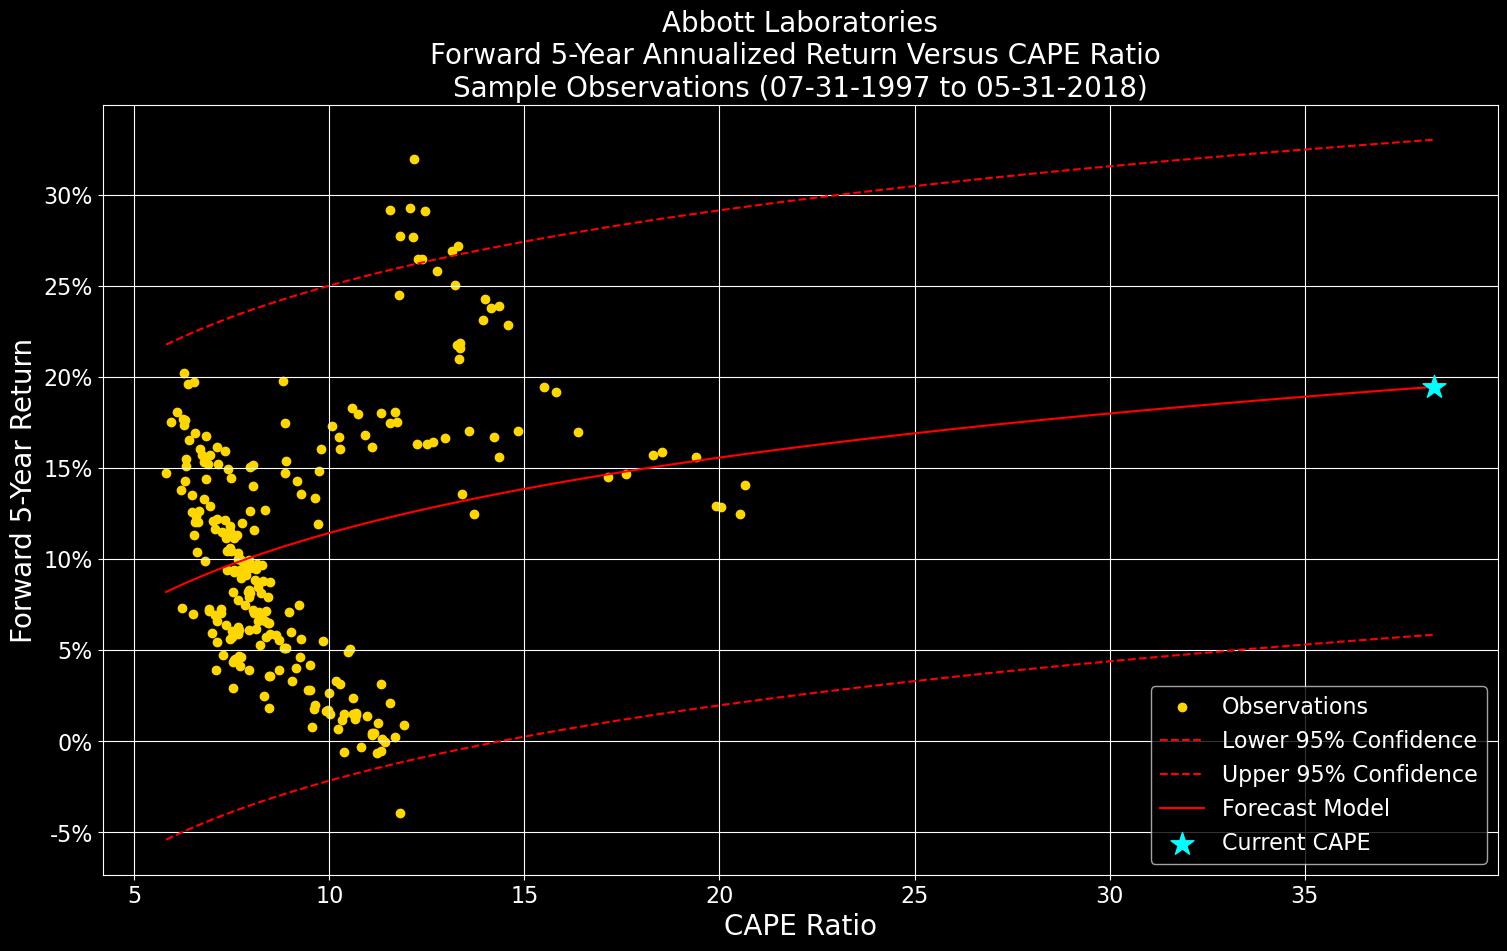 Abbott Laboratories
Forward 5-Year Annualized Return Versus CAPE Ratio
Sample Observations (07-31-1997 to 05-31-2018)
Forward 5-Year Return
30%
25%
20%
15%
10%
5%
0%
-5%
Observations
Lower 95% Confidence
Upper 95% Confidence
Forecast Model
Current CAPE
5 10 15 20 25 30 35
CAPE Ratio